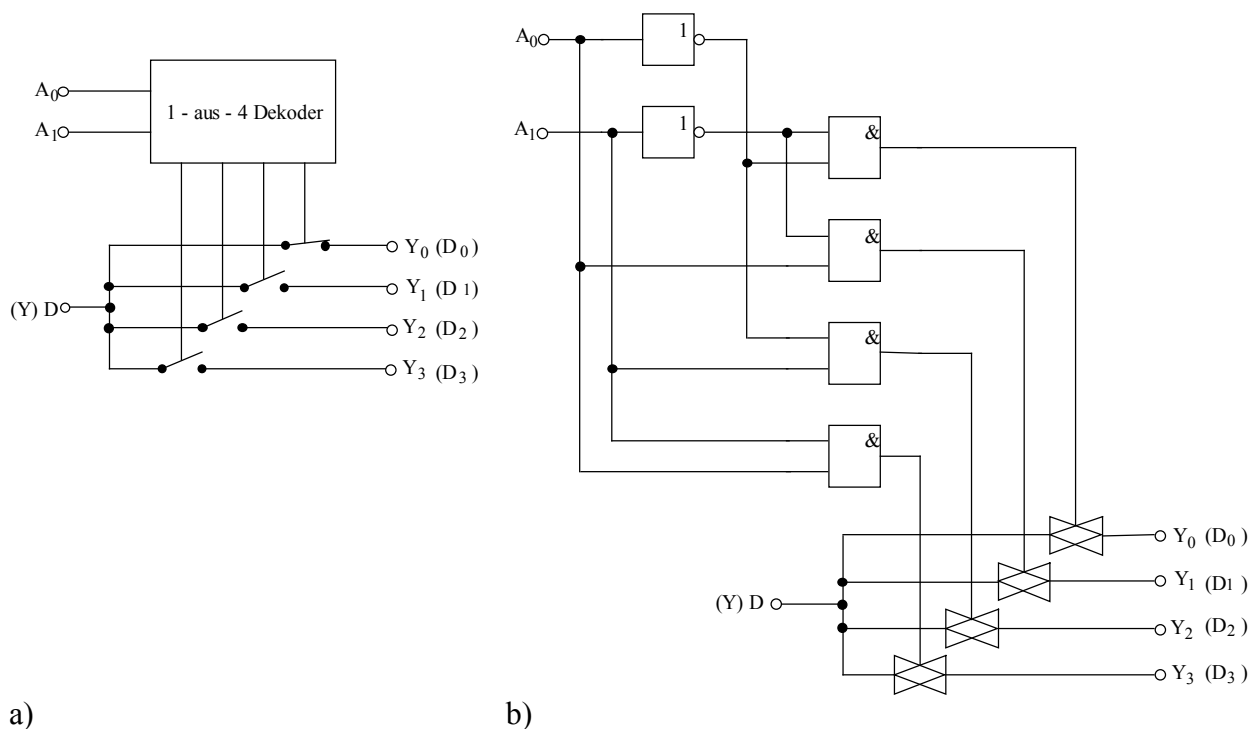 A0
A1
1 - aus - 4 Dekoder
Y0 (D0)
Y1 (D1)
(Y) D
Y2 (D2)
Y3 (D3)
a)
A0
1
A1
1
&
&
&
&
Y0 (D0)
Y1 (D1)
(Y) D
Y2 (D2)
Y3 (D3)
b)